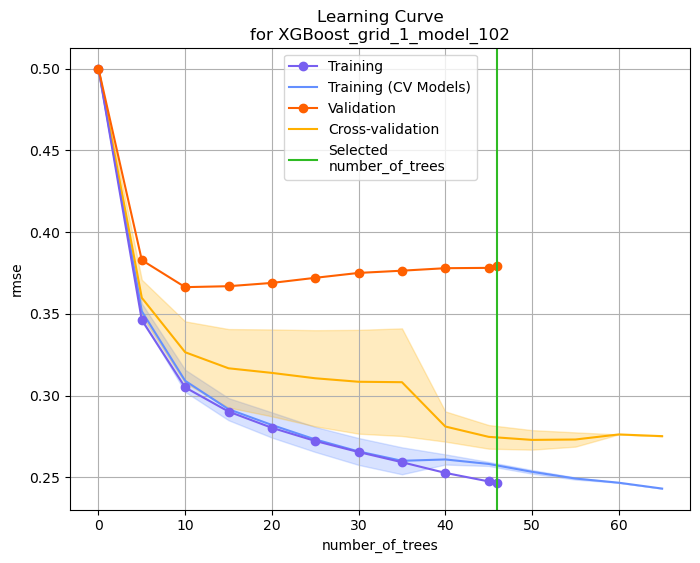 Learning Curve
for XGBoost_grid_1_model_102
Training
Training (CV Models)
Validation
Cross-validation
Selected
number_of_trees
rmse
0.50
0.45
0.40
0.35
0.30
0.25
0
10
20
30
40
50
60
number_of_trees